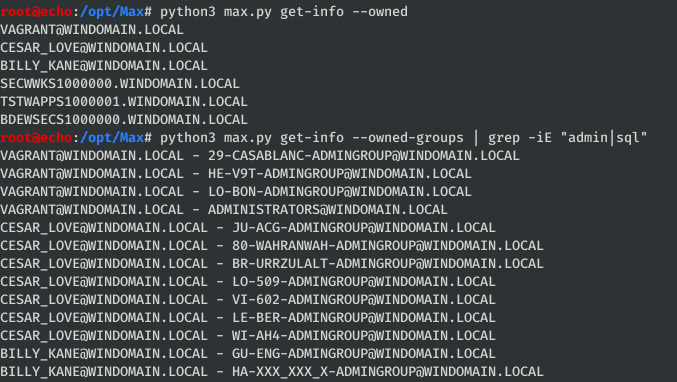 root@echo:/opt/Max# python3 max.py get-info --owned
VAGRANT@WINDOMAIN.LOCAL
CESAR_LOVE@WINDOMAIN.LOCAL
BILLY_KANE@WINDOMAIN.LOCAL
SECWWKS1000000.WINDOMAIN.LOCAL
TSTWAPPS1000001.WINDOMAIN.LOCAL
BDEWSECS1000000.WINDOMAIN.LOCAL
root@echo:/opt/Max# python3 max.py get-info --owned-groups | grep -iE "admin|sql"
VAGRANT@WINDOMAIN.LOCAL - 29-CASABLANC-ADMINGROUP@WINDOMAIN.LOCAL
VAGRANT@WINDOMAIN.LOCAL - HE-V9T-ADMINGROUP@WINDOMAIN.LOCAL
VAGRANT@WINDOMAIN.LOCAL - LO-BON-ADMINGROUP@WINDOMAIN.LOCAL
VAGRANT@WINDOMAIN.LOCAL - ADMINISTRATORS@WINDOMAIN.LOCAL
CESAR_LOVE@WINDOMAIN.LOCAL - JU-ACG-ADMINGROUP@WINDOMAIN.LOCAL
CESAR_LOVE@WINDOMAIN.LOCAL - 80-WAHRANWAH-ADMINGROUP@WINDOMAIN.LOCAL
CESAR_LOVE@WINDOMAIN.LOCAL - BR-URRZULALT-ADMINGROUP@WINDOMAIN.LOCAL
CESAR_LOVE@WINDOMAIN.LOCAL - LO-509-ADMINGROUP@WINDOMAIN.LOCAL
CESAR_LOVE@WINDOMAIN.LOCAL - VI-602-ADMINGROUP@WINDOMAIN.LOCAL
CESAR_LOVE@WINDOMAIN.LOCAL - LE-BER-ADMINGROUP@WINDOMAIN.LOCAL
CESAR_LOVE@WINDOMAIN.LOCAL - WI-AH4-ADMINGROUP@WINDOMAIN.LOCAL
BILLY_KANE@WINDOMAIN.LOCAL - GU-ENG-ADMINGROUP@WINDOMAIN.LOCAL
BILLY_KANE@WINDOMAIN.LOCAL - HA-XXX_XXX_X-ADMINGROUP@WINDOMAIN.LOCAL